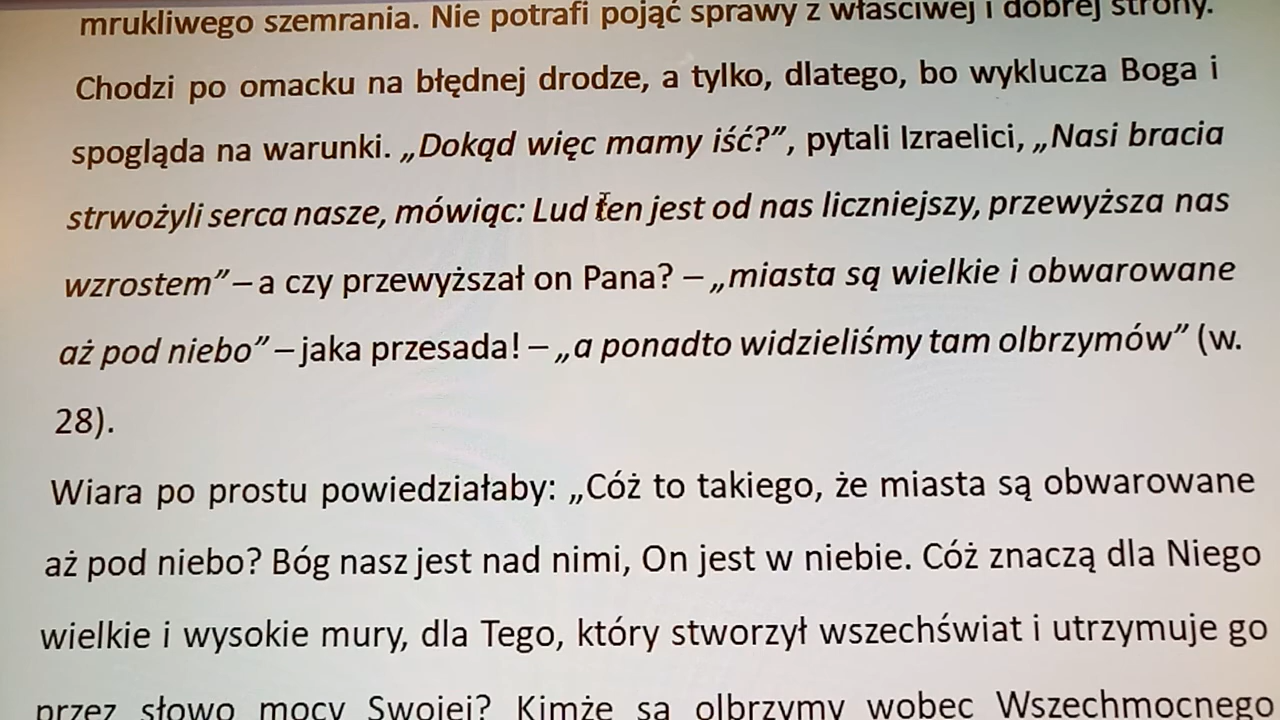 mrukliwego szemrania. Nie potrafi pojąć sprawy z właściwej i dobrej strony.
Chodzi po omacku na błędnej drodze, a tylko, dlatego, bo wyklucza Boga i
spogląda na warunki. „Dokąd więc mamy iść?”, pytali Izraelici, „Nasi bracia
strwożyli serca nasze, mówiąc: Lud ten jest od nas liczniejszy, przewyższa nas
wzrostem” – a czy przewyższał on Pana? – „miasta są wielkie i obwarowane
aż pod niebo” – jaka przesada! – „a ponadto widzieliśmy tam olbrzymów” (w.
28).
Wiara po prostu powiedziałaby: „Cóż to takiego, że miasta są obwarowane
aż pod niebo? Bóg nasz jest nad nimi, On jest w niebie. Cóż znaczą dla Niego
wielkie i wysokie mury, dla Tego, który stworzył wszechświat i utrzymuje go
przez słowo mocy Swojej? Kimże są olbrzymy wobec Wszechmocnego